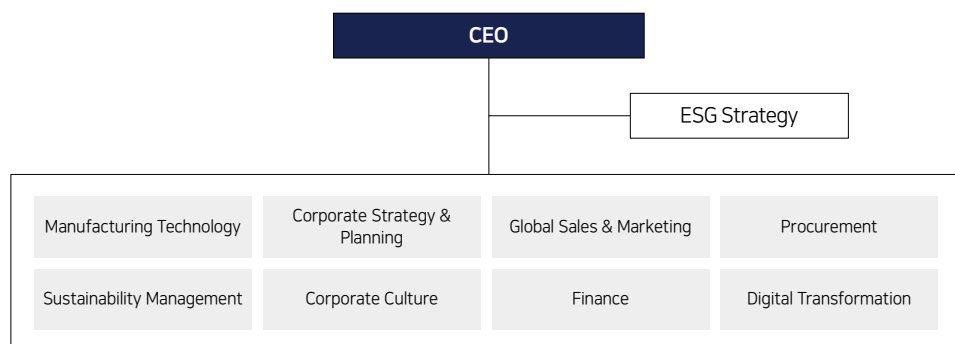 CEO
ESG Strategy
Manufacturing Technology
Corporate Strategy &
Planning
Global Sales & Marketing
Procurement
Sustainability Management
Corporate Culture
Finance
Digital Transformation